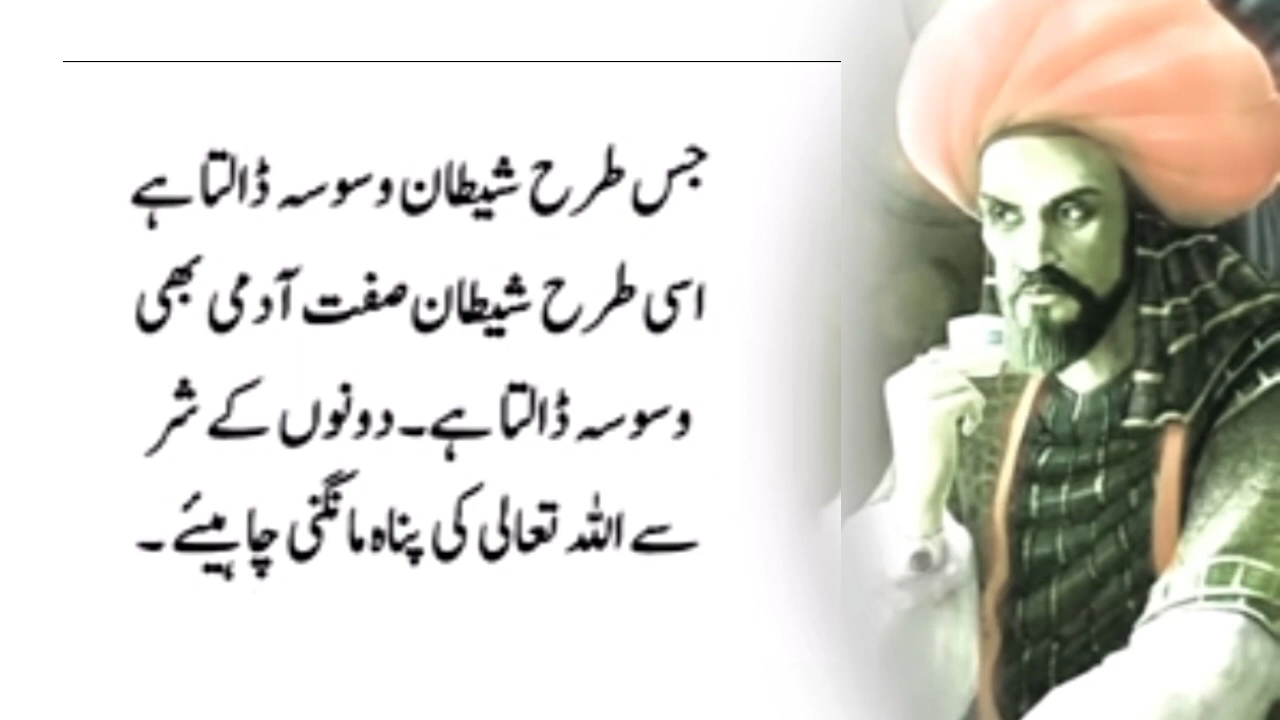 جس طرح شیطان وسوسہ ڈالتا ہے
اسی طرح شیطان صفت آدمی بھی
وسوسہ ڈالتا ہے۔ دونوں کے شر
سے اللہ تعالی کی پناہ مانگنی چاہیئے۔